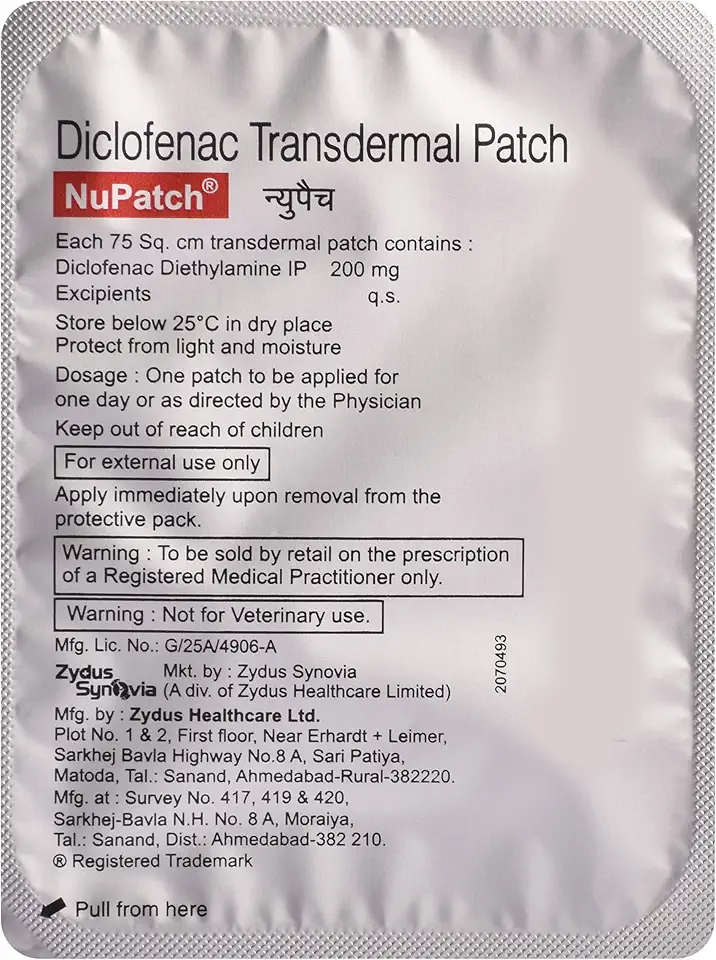 Diclofenac Transdermal Patch
NuPatch® न्युपैच
Each 75 Sq. cm transdermal patch contains :
Diclofenac Diethylamine IP 200 mg
Excipients q.s.
Store below 25°C in dry place
Protect from light and moisture
Dosage : One patch to be applied for
one day or as directed by the Physician
Keep out of reach of children
For external use only
Apply immediately upon removal from the
protective pack.
Warning : To be sold by retail on the prescription
of a Registered Medical Practitioner only.
Warning : Not for Veterinary use.
Mfg. Lic. No.: G/25A/4906-A
Zydus
Synovia
Mkt. by : Zydus Synovia
(A div. of Zydus Healthcare Limited)
2070493
Mfg. by : Zydus Healthcare Ltd.
Plot No. 1 & 2, First floor, Near Erhardt + Leimer,
Sarkhej Bavla Highway No.8 A, Sari Patiya,
Matoda, Tal.: Sanand, Ahmedabad-Rural-382220.
Mfg. at : Survey No. 417, 419 & 420,
Sarkhej-Bavla N.H. No. 8 A, Moraiya,
Tal.: Sanand, Dist.: Ahmedabad-382 210.
® Registered Trademark
Pull from here